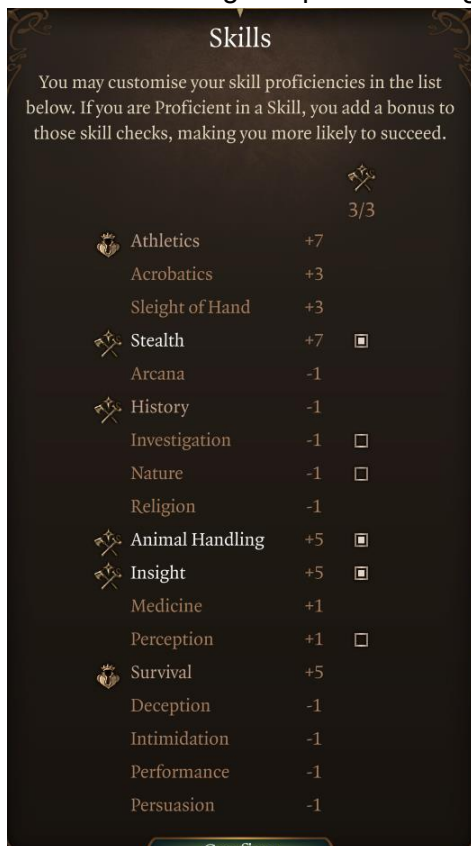 Skills
You may customise your skill proficiencies in the list
below. If you are Proficient in a Skill, you add a bonus to
those skill checks, making you more likely to succeed.
3/3
Athletics +7
Acrobatics +3
Sleight of Hand +3
Stealth +7
Arcana -1
History -1
Investigation -1
Nature -1
Religion -1
Animal Handling +5
Insight +5
Medicine +1
Perception +1
Survival +5
Deception -1
Intimidation -1
Performance -1
Persuasion -1